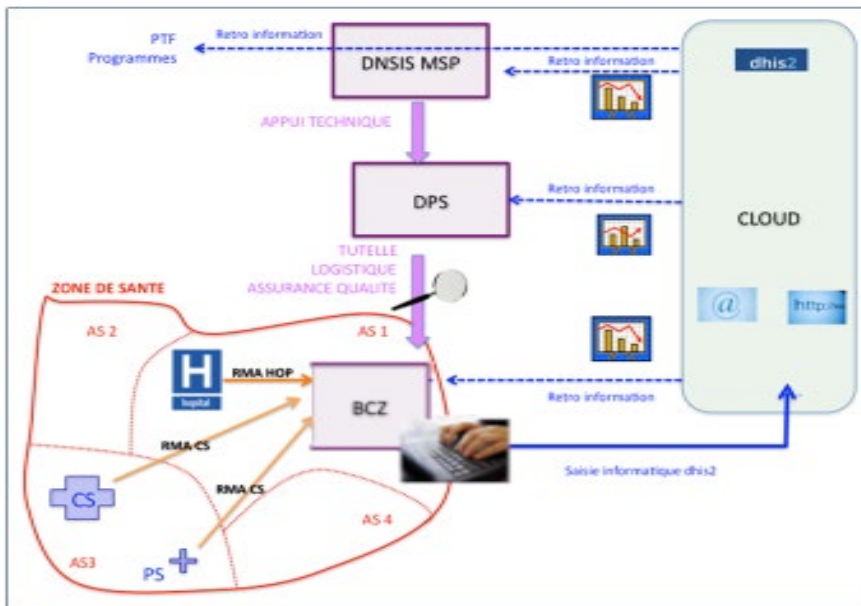 PTF
Programmes
Retro information
DNSIS MSP
Retro information
dhis2
APPUI TECHNIQUE
DPS
Retro information
CLOUD
TUTELLE
LOGISTIQUE
ASSURANCE QUALITE
ZONE DE SANTE
AS 2
AS 1
@
http://
H
hopital
RMA HOP
BCZ
Retro information
RMA CS
RMA CS
Saisie informatique dhis2
CS
AS 4
AS3
PS